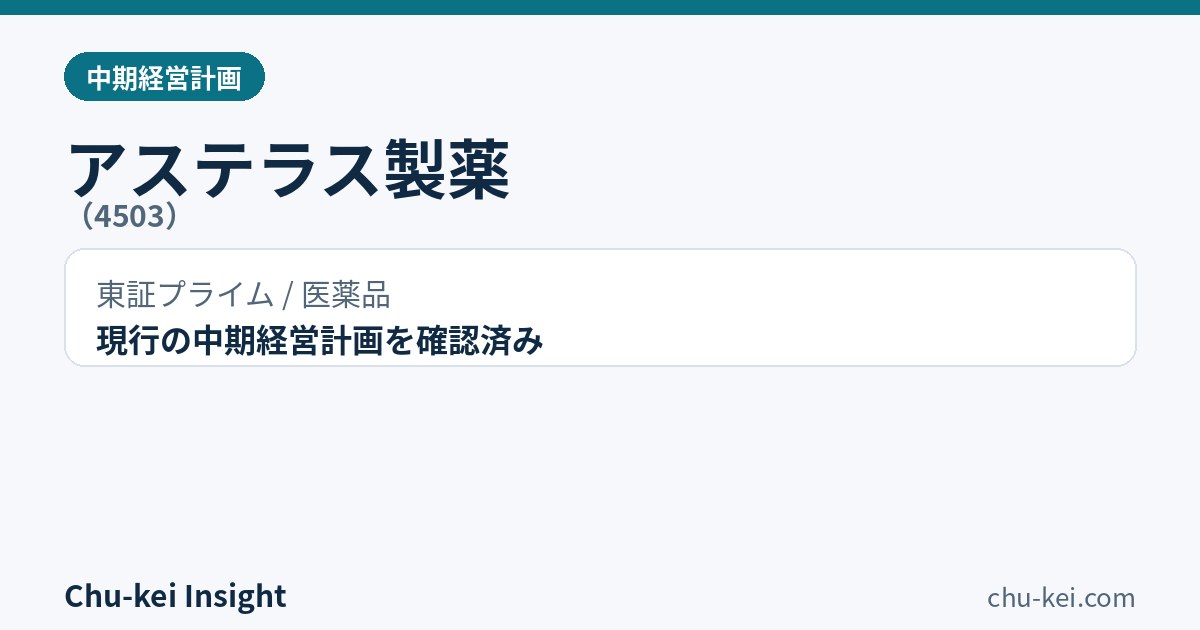 中期経営計画
アステラス製薬
（4503）
東証プライム / 医薬品
現行の中期経営計画を確認済み
Chu-kei Insight
chu-kei.com